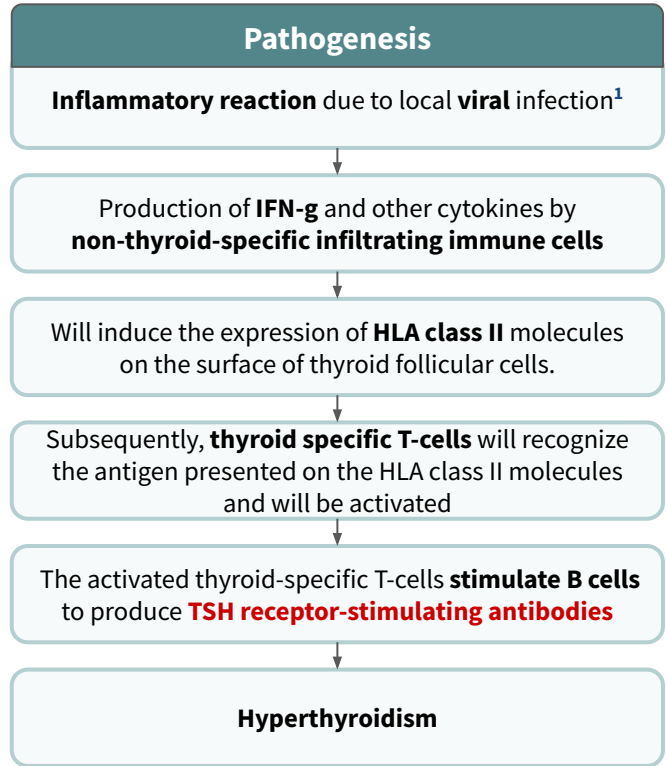 Pathogenesis
Inflammatory reaction due to local viral infection¹
Production of IFN-g and other cytokines by
non-thyroid-specific infiltrating immune cells
Will induce the expression of HLA class II molecules
on the surface of thyroid follicular cells.
Subsequently, thyroid specific T-cells will recognize
the antigen presented on the HLA class II molecules
and will be activated
The activated thyroid-specific T-cells stimulate B cells
to produce TSH receptor-stimulating antibodies
Hyperthyroidism